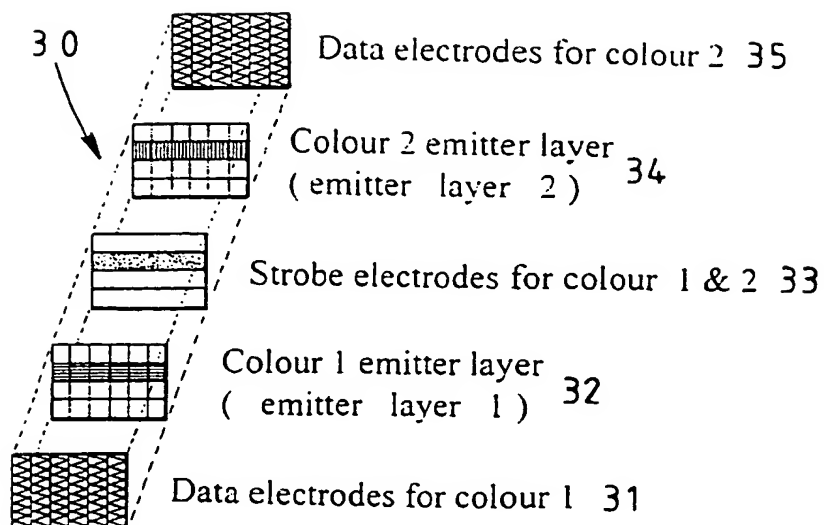 30
Data electrodes for colour 2 35
Colour 2 emitter layer
( emitter layer 2 ) 34
Strobe electrodes for colour 1 & 2 33
Colour 1 emitter layer
( emitter layer 1 ) 32
Data electrodes for colour 1 31